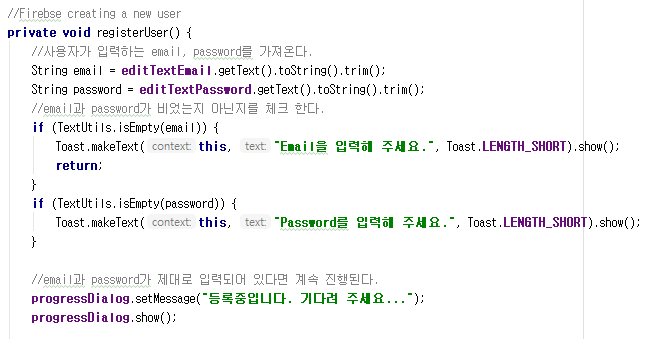 //Firebse creating a new user
private void registerUser() {
//사용자가 입력하는 email, password를 가져온다.
String email = editTextEmail.getText().toString().trim();
String password = editTextPassword.getText().toString().trim();
//email과 password가 비었는지 아닌지를 체크 한다.
if (TextUtils.isEmpty(email)) {
Toast.makeText( context: this, text: "Email을 입력해 주세요.", Toast.LENGTH_SHORT).show();
return;
}
if (TextUtils.isEmpty(password)) {
Toast.makeText( context: this, text: "Password를 입력해 주세요.", Toast.LENGTH_SHORT).show();
}
//email과 password가 제대로 입력되어 있다면 계속 진행된다.
progressDialog.setMessage("등록중입니다. 기다려 주세요...");
progressDialog.show();